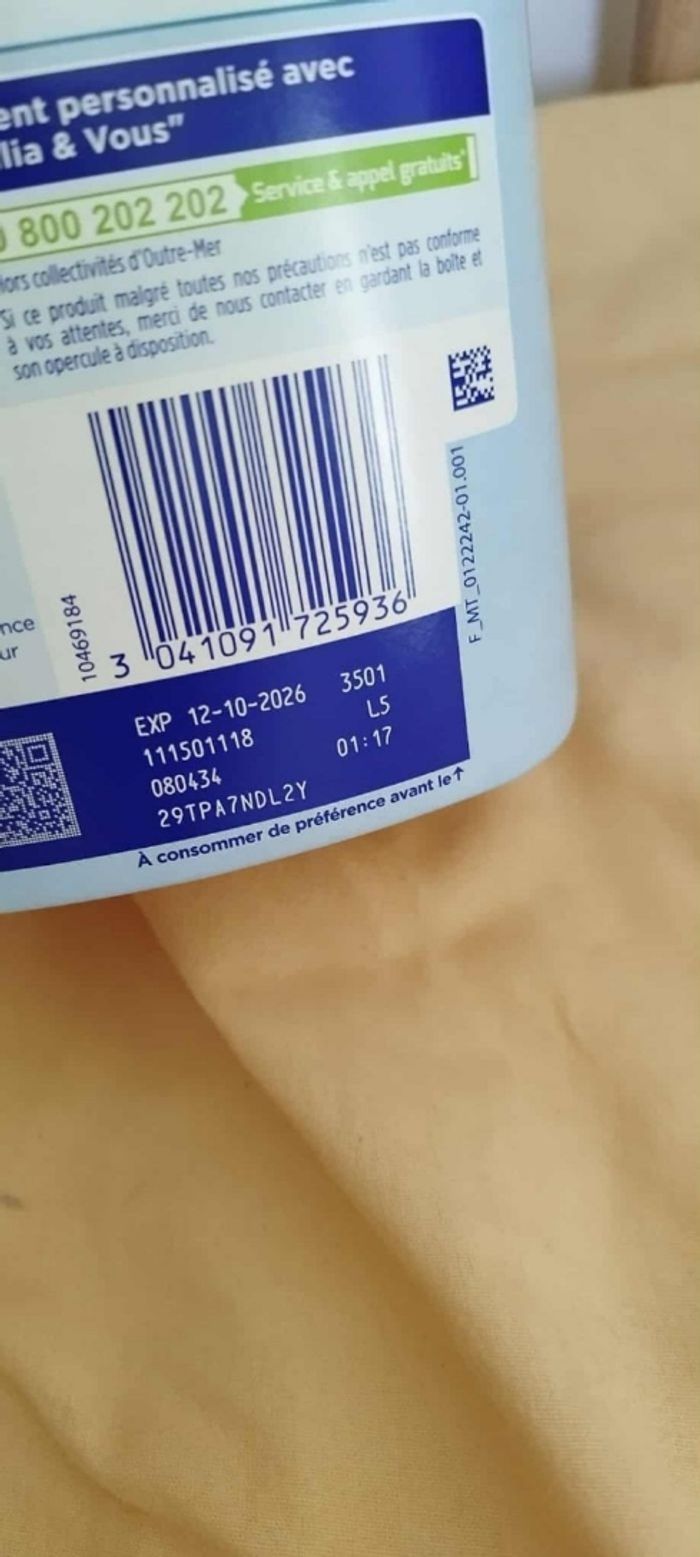 ent personnalisé avec
lia & Vous"
0 800 202 202 Service & appel gratuits*
Hors collectivités d'Outre-Mer
Si ce produit malgré toutes nos précautions n'est pas conforme
à vos attentes, merci de nous contacter en gardant la boîte et
son opercule à disposition.
F_MT_0122242-01.001
10469184
3 041091 725936
nce
ur
EXP 12-10-2026 3501
111501118 L5
080434 01:17
29TPA7NDL2Y
À consommer de préférence avant le↑